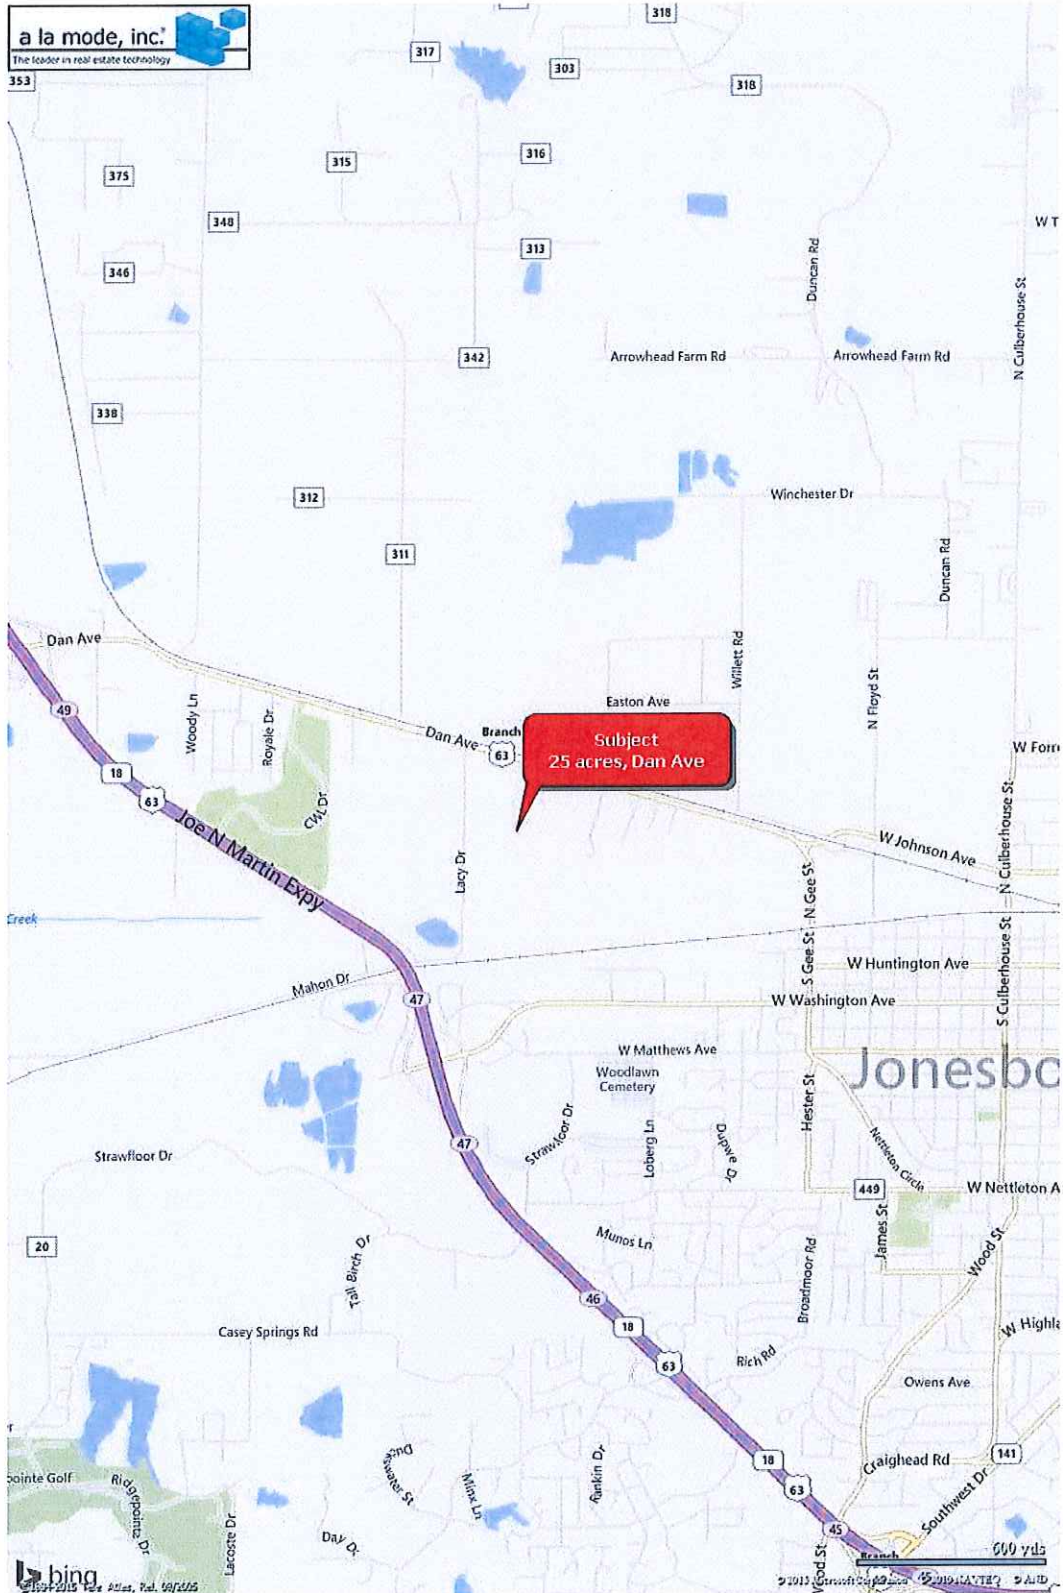 a la mode, inc.
The leader in real estate technology
318
317
303
318
353
316
315
375
348
W T
313
346
Duncan Rd
N Culberhouse St
342
Arrowhead Farm Rd
Arrowhead Farm Rd
338
312
Winchester Dr
311
Duncan Rd
Dan Ave
Willett Rd
N Floyd St
Easton Ave
Woody Ln
Royale Dr
49
Dan Ave
Branch
63
Subject
25 acres, Dan Ave
W Forr
18
63
CWL Dr
Joe N Martin Expy
W Johnson Ave
N Culberhouse St
Lacy Dr
N Gee St
Creek
S Gee St
W Huntington Ave
S Culberhouse St
Mahon Dr
47
W Washington Ave
W Matthews Ave
Woodlawn
Cemetery
Jonesbo
Hester St
Strawfloor Dr
47
Strawfloor Dr
Loberg Ln
Dupwe Dr
Nettleton Circle
449
W Nettleton A
James St
20
Munos Ln
Tall Birch Dr
Broadmoor Rd
Wood St
46
18
Casey Springs Rd
W Highla
63
Rich Rd
Owens Ave
141
Craighead Rd
pointe Golf
Ridgepointe Dr
Rankin Dr
18
63
Minx Ln
Southwest Dr
Lacoste Dr
45
Day D
Branch
600 yds
45
bing